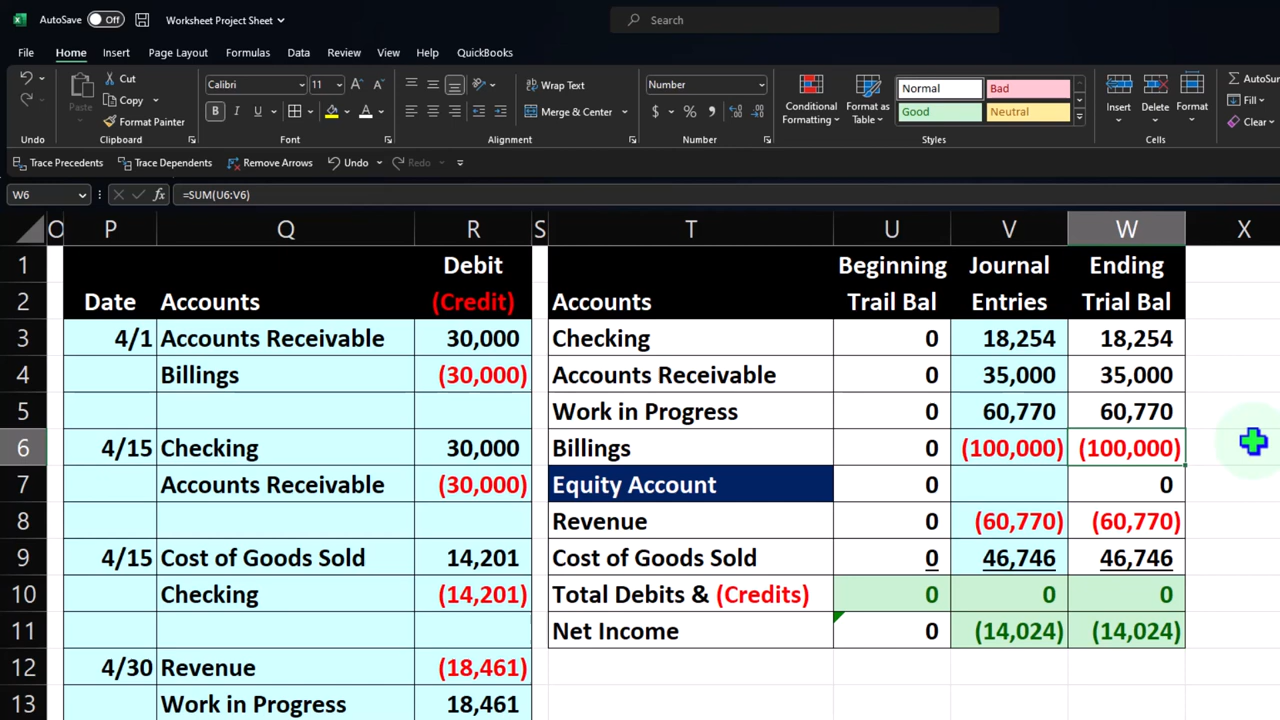 AutoSave Off Worksheet Project Sheet Search
File Home Insert Page Layout Formulas Data Review View Help QuickBooks
Cut Calibri 11 Wrap Text Number Normal Bad AutoSu
Paste Copy Conditional Format as Good Neutral Insert Delete Format Fill
Format Painter B I U Merge & Center $ % Formatting Table Clear
Undo Clipboard Font Alignment Number Styles Cells
Trace Precedents Trace Dependents Remove Arrows Undo Redo
W6 fx =SUM(U6:V6)
O P Q R S T U V W X
1 Debit Beginning Journal Ending
2 Date Accounts (Credit) Accounts Trail Bal Entries Trial Bal
3 4/1 Accounts Receivable 30,000 Checking 0 18,254 18,254
4 Billings (30,000) Accounts Receivable 0 35,000 35,000
5 Work in Progress 0 60,770 60,770
6 4/15 Checking 30,000 Billings 0 (100,000) (100,000)
7 Accounts Receivable (30,000) Equity Account 0 0
8 Revenue 0 (60,770) (60,770)
9 4/15 Cost of Goods Sold 14,201 Cost of Goods Sold 0 46,746 46,746
10 Checking (14,201) Total Debits & (Credits) 0 0 0
11 Net Income 0 (14,024) (14,024)
12 4/30 Revenue (18,461)
13 Work in Progress 18,461